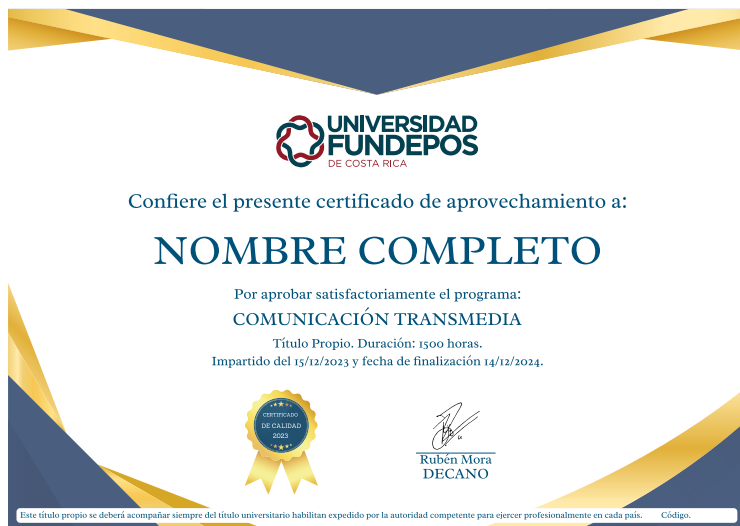 UNIVERSIDAD
FUNDEPOS
DE COSTA RICA
Confiere el presente certificado de aprovechamiento a:
NOMBRE COMPLETO
Por aprobar satisfactoriamente el programa:
COMUNICACIÓN TRANSMEDIA
Título Propio. Duración: 1500 horas.
Impartido del 15/12/2023 y fecha de finalización 14/12/2024.
CERTIFICADO
DE CALIDAD
2023
Rubén Mora
DECANO
Este título propio se deberá acompañar siempre del título universitario habilitan expedido por la autoridad competente para ejercer profesionalmente en cada país. Código.